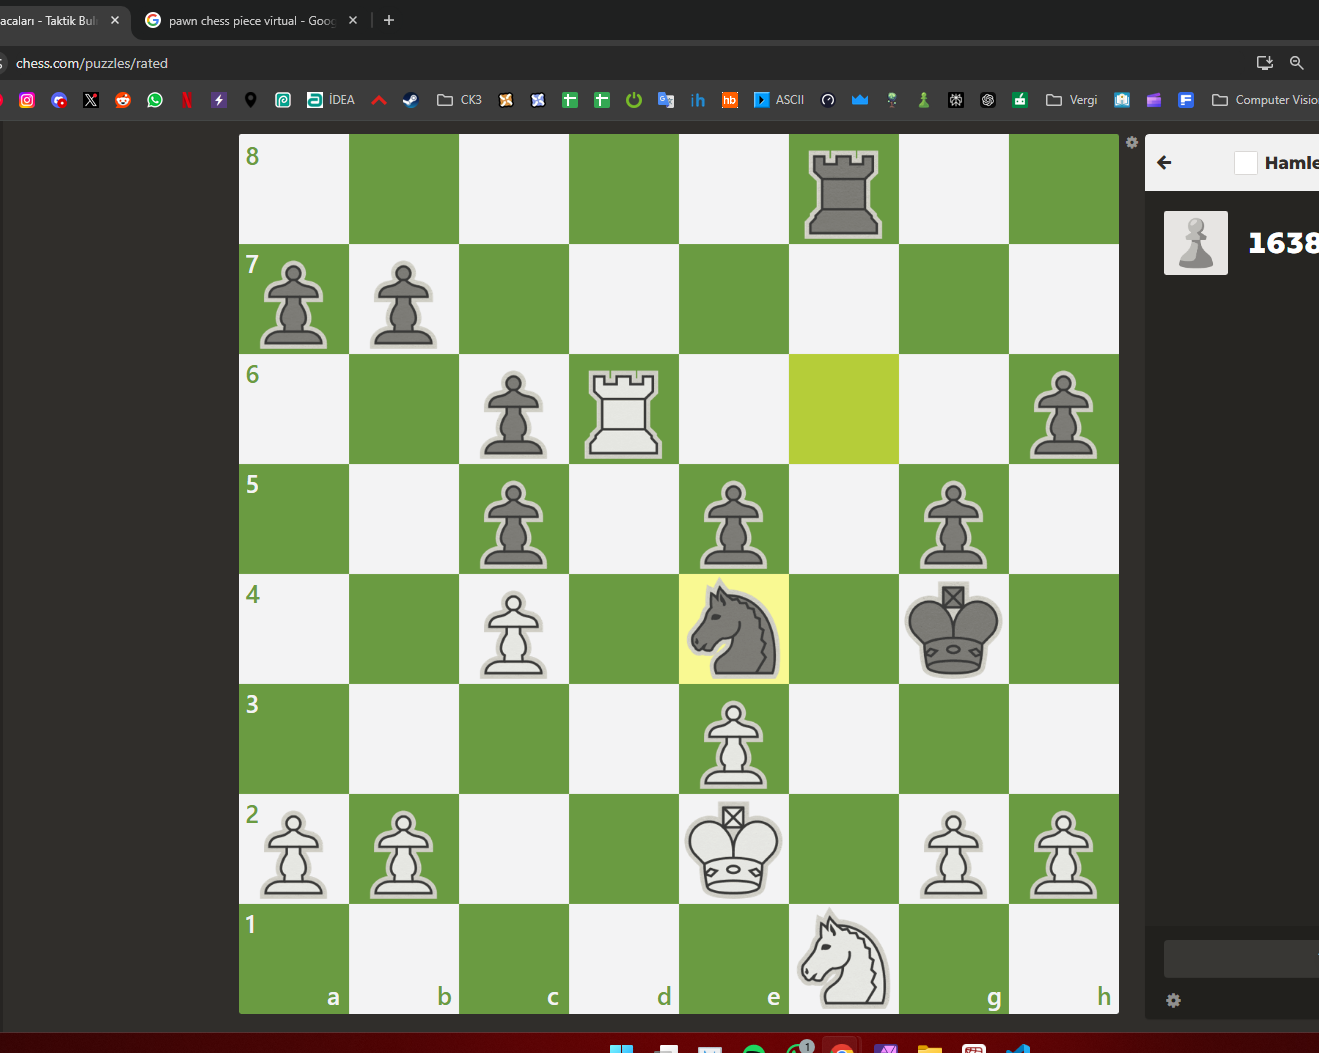 acaları - Taktik Bul
pawn chess piece virtual - Goo
chess.com/puzzles/rated
İDEA
CK3
ih
hb
ASCII
Vergi
Computer Visio
8
7
6
5
4
3
2
1
a
b
c
d
e
g
h
Hamle
1638
1